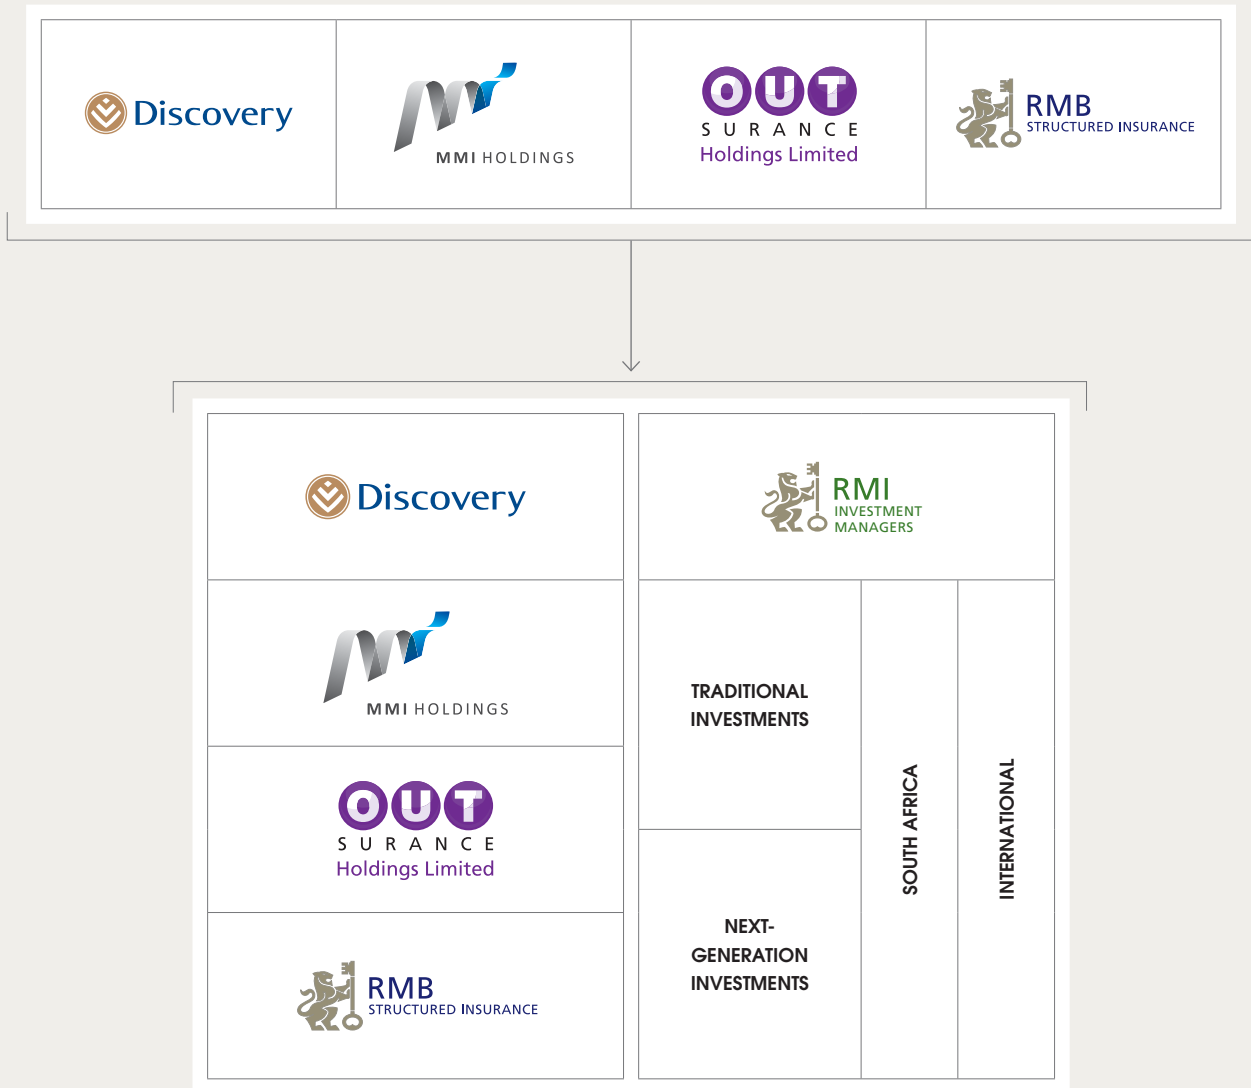 Discovery
MMI HOLDINGS
OUT
SURANCE
Holdings Limited
RMB
STRUCTURED INSURANCE
Discovery
MMI HOLDINGS
OUT
SURANCE
Holdings Limited
RMB
STRUCTURED INSURANCE
RMI
INVESTMENT
MANAGERS
TRADITIONAL
INVESTMENTS
NEXT-
GENERATION
INVESTMENTS
SOUTH AFRICA
INTERNATIONAL